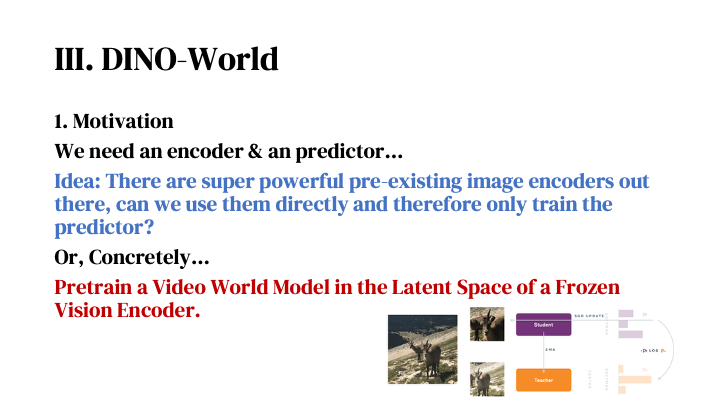 III. DINO-World
1. Motivation
We need an encoder & an predictor...
Idea: There are super powerful pre-existing image encoders out
there, can we use them directly and therefore only train the
predictor?
Or, Concretely...
Pretrain a Video World Model in the Latent Space of a Frozen
Vision Encoder.
SGD UPDATE
Student
EMA
Teacher